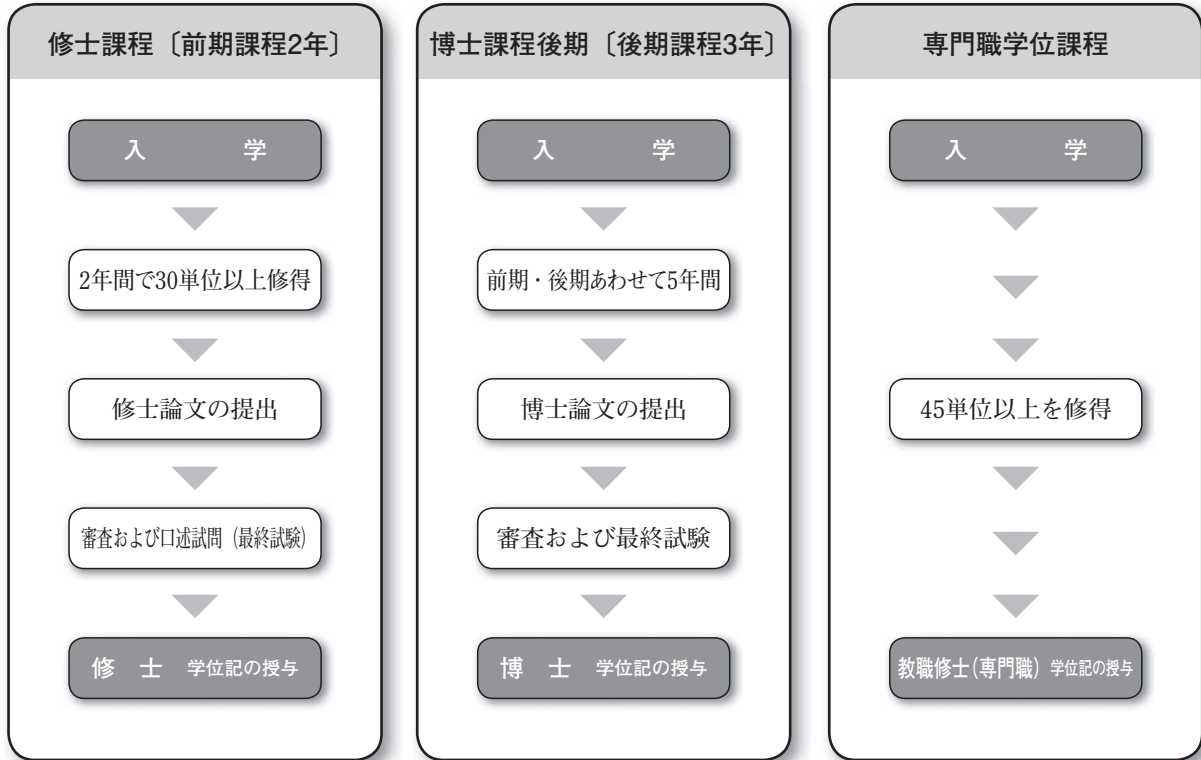 修士課程〔前期課程2年〕
入　学
2年間で30単位以上修得
修士論文の提出
審査および口述試問（最終試験）
修　士　学位記の授与
博士課程後期〔後期課程3年〕
入　学
前期・後期あわせて5年間
博士論文の提出
審査および最終試験
博　士　学位記の授与
専門職学位課程
入　学
45単位以上を修得
教職修士（専門職）学位記の授与